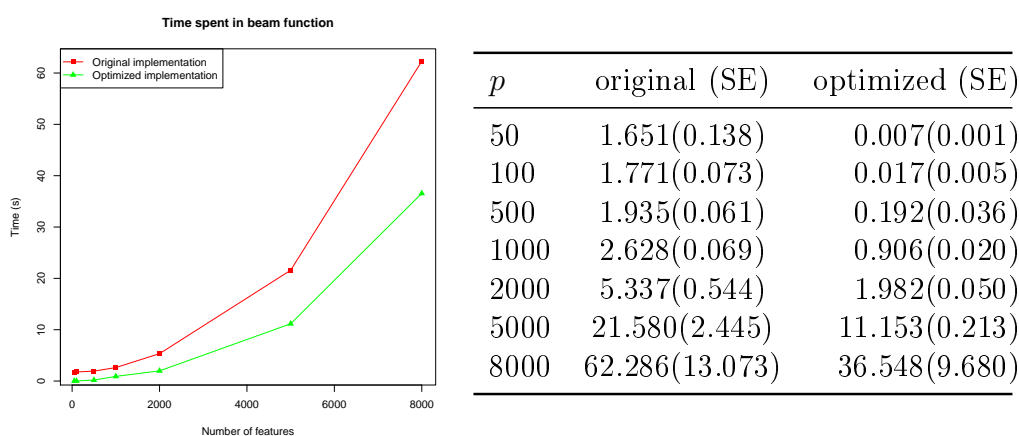 Time spent in beam function
Original implementation
Optimized implementation
Time (s)
60
50
40
30
20
10
0
0 2000 4000 6000 8000
Number of features
p original (SE) optimized (SE)
50 1.651(0.138) 0.007(0.001)
100 1.771(0.073) 0.017(0.005)
500 1.935(0.061) 0.192(0.036)
1000 2.628(0.069) 0.906(0.020)
2000 5.337(0.544) 1.982(0.050)
5000 21.580(2.445) 11.153(0.213)
8000 62.286(13.073) 36.548(9.680)